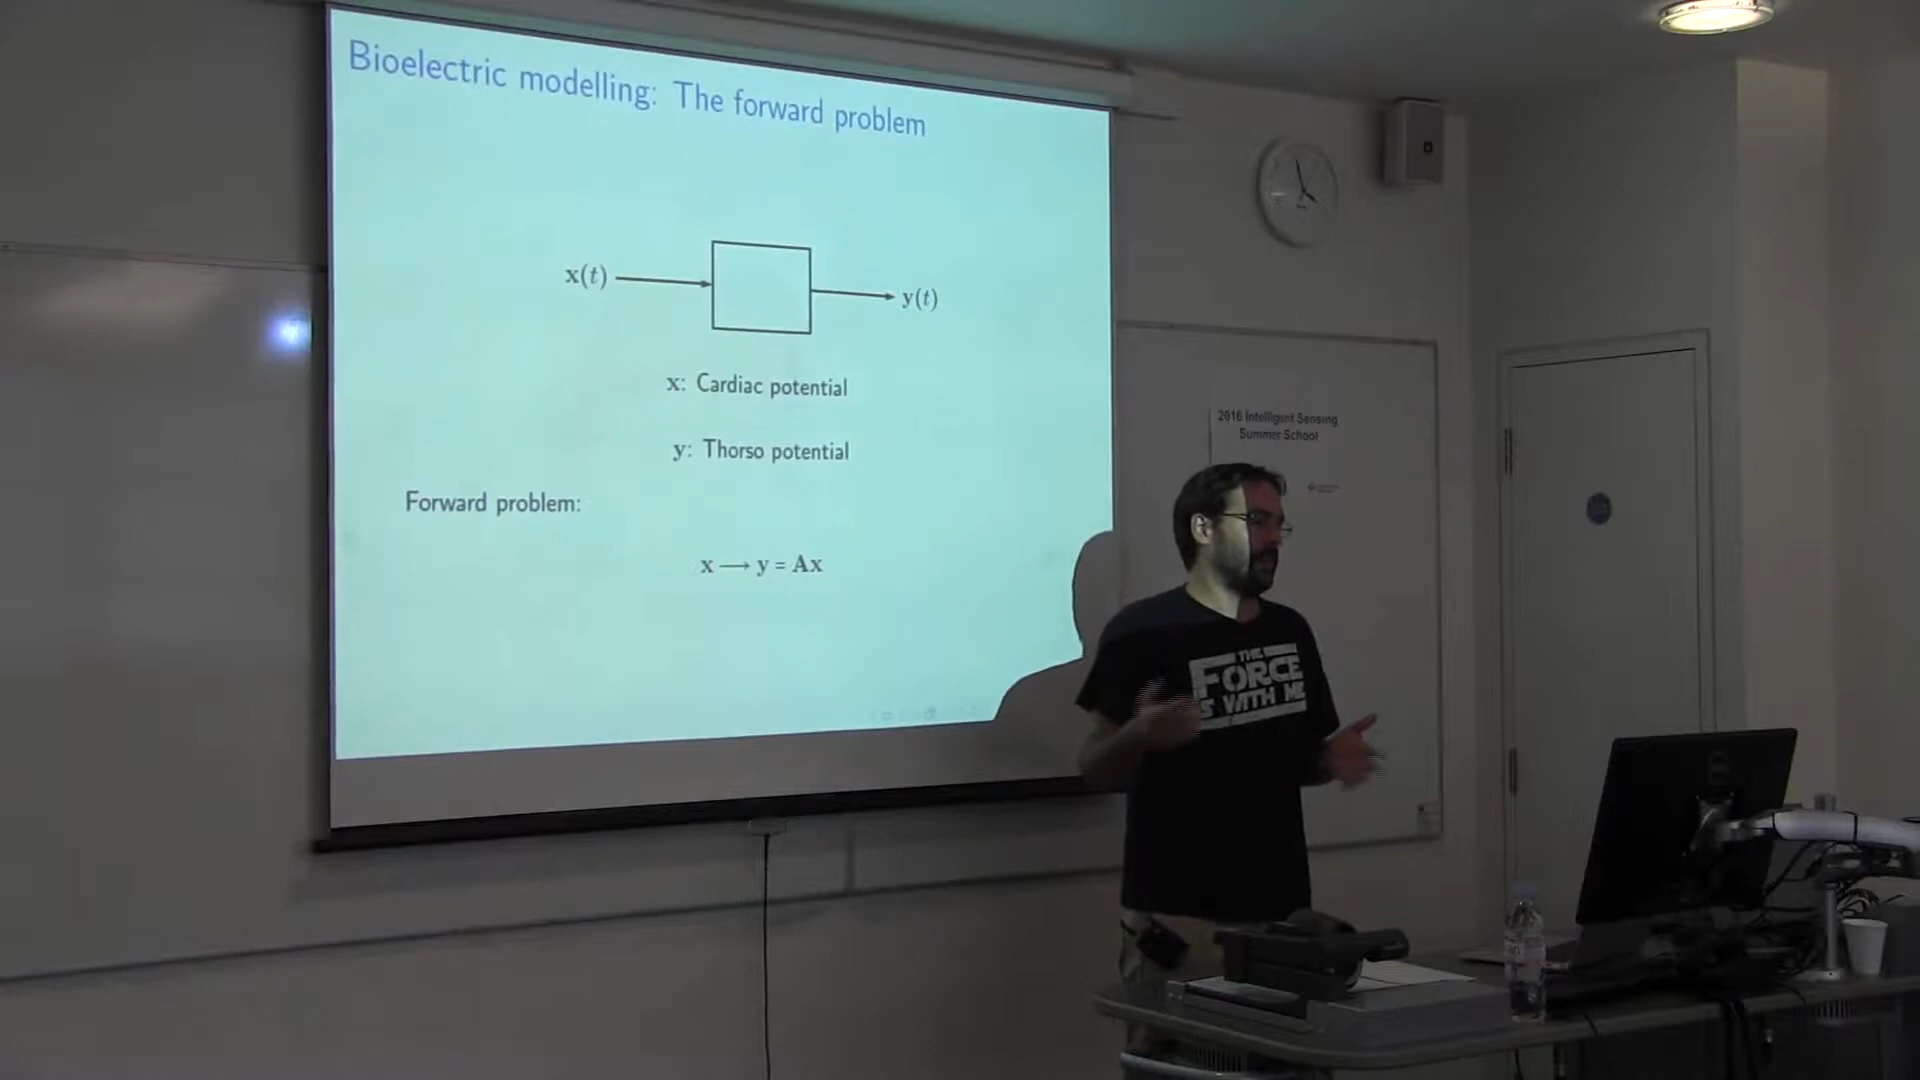 Bioelectric modelling: The forward problem
x(t)
y(t)
x: Cardiac potential
y: Thorso potential
Forward problem:
x → y = Ax
2016 Intelligent Sensing
Summer School
THE
FORCE
IS WITH ME